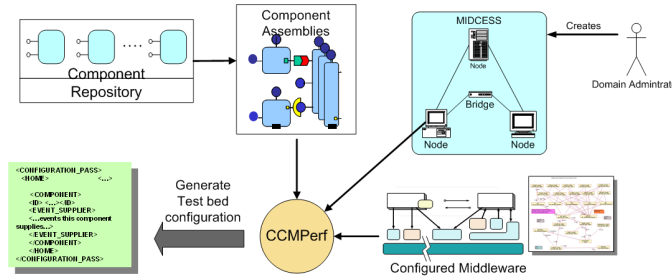 Component
Repository
Component
Assemblies
MIDCESS
Node
Bridge
Node
Node
Creates
Domain Admintrat
<CONFIGURATION_PASS>
<HOME> <...>
<COMPONENT>
<ID> <...><ID>
<EVENT_SUPPLIER>
<...events this component
supplies...>
</EVENT_SUPPLIER>
</COMPONENT>
</HOME>
</CONFIGURATION_PASS>
Generate
Test bed
configuration
CCMPerf
Configured Middleware